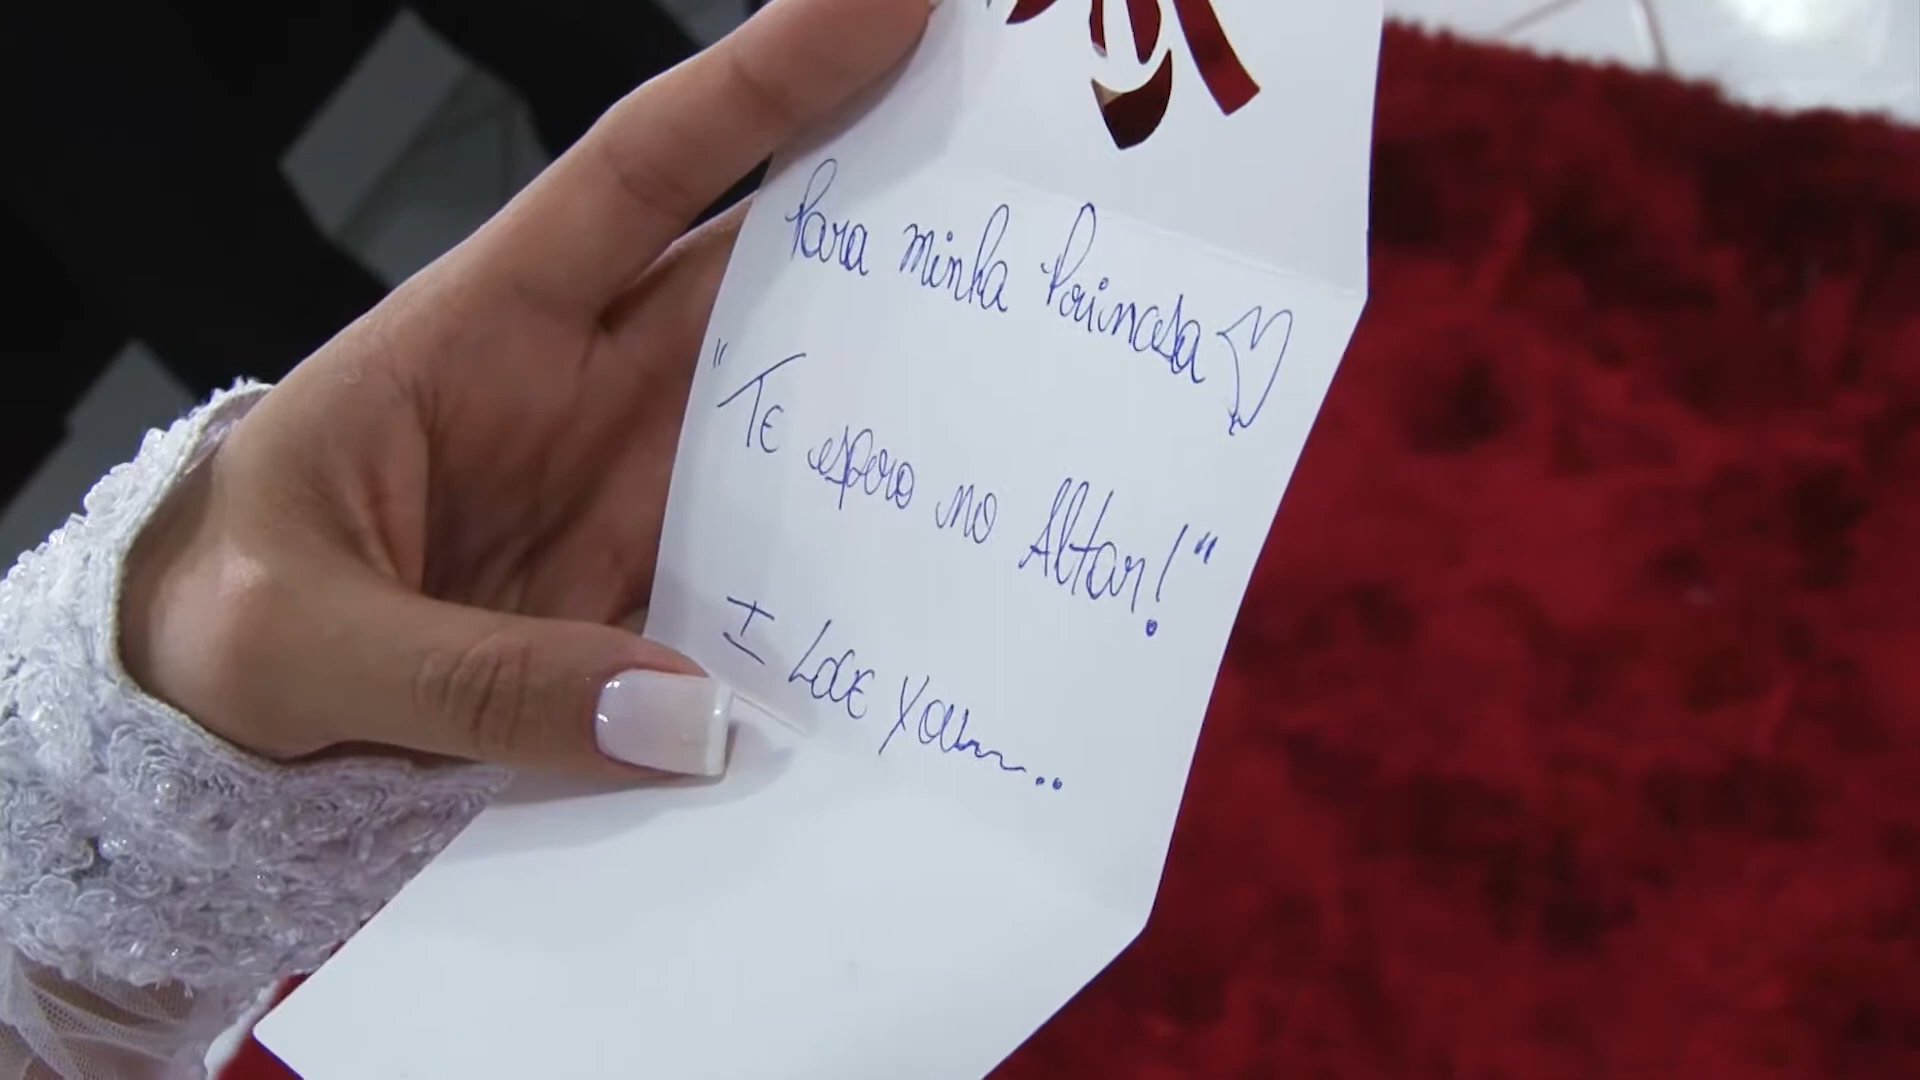 Para minha Princesa ♡
"Te espero no Altar!"
I Love You...